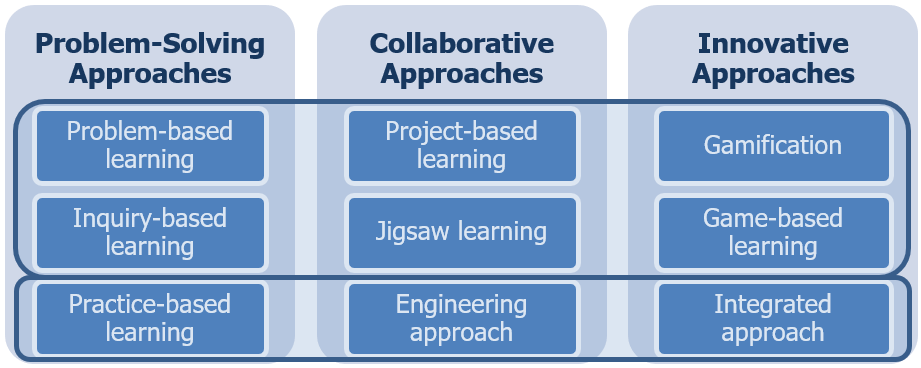 Problem-Solving
Approaches
Problem-based
learning
Inquiry-based
learning
Practice-based
learning
Collaborative
Approaches
Project-based
learning
Jigsaw learning
Engineering
approach
Innovative
Approaches
Gamification
Game-based
learning
Integrated
approach